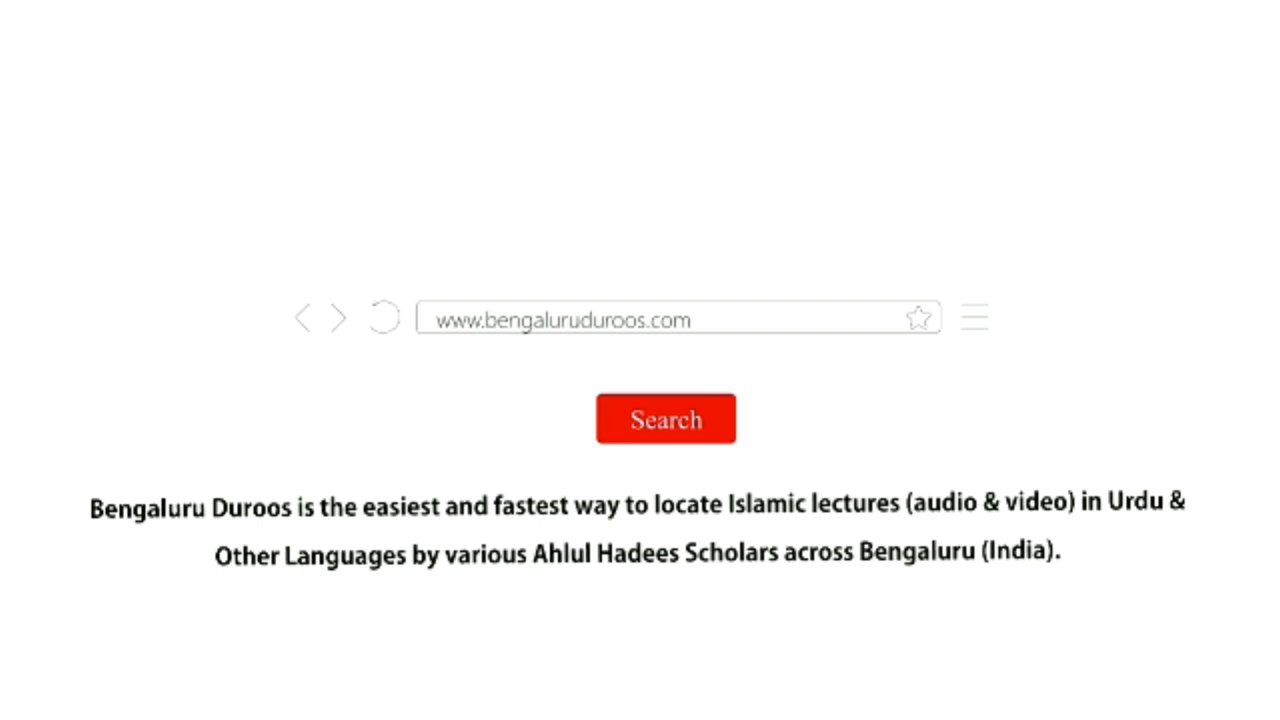 www.bengaluruduroos.com
Search
Bengaluru Duroos is the easiest and fastest way to locate Islamic lectures (audio & video) in Urdu &
Other Languages by various Ahlul Hadees Scholars across Bengaluru (India).